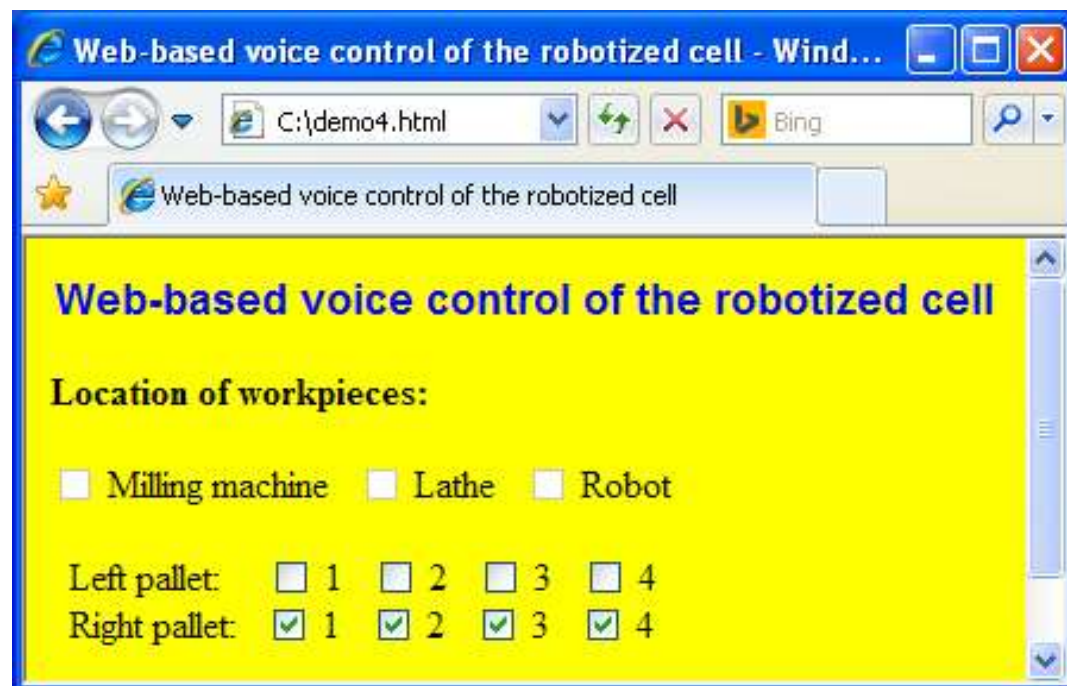 Web-based voice control of the robotized cell - Wind...
C:\demo4.html Bing
Web-based voice control of the robotized cell
Web-based voice control of the robotized cell
Location of workpieces:
Milling machine Lathe Robot
Left pallet: 1 2 3 4
Right pallet: 1 2 3 4